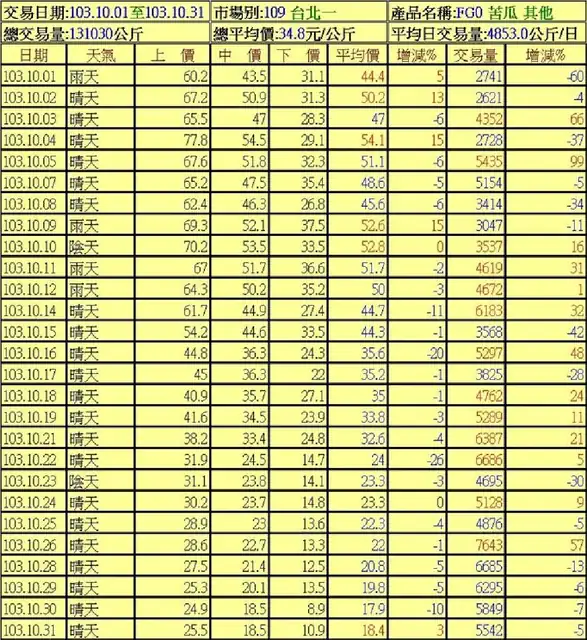 交易日期:103.10.01至103.10.31 市場別:109 台北一 產品名稱:FG0 苦瓜 其他
總交易量:131030公斤 總平均價:34.8元/公斤 平均日交易量:4853.0公斤/日
日期 天氣 上 價 中 價 下 價 平均價 增減% 交易量 增減%
103.10.01 雨天 60.2 43.5 31.1 44.4 5 2741 -60
103.10.02 晴天 67.2 50.9 31.3 50.2 13 2621 -4
103.10.03 晴天 65.5 47 28.3 47 -6 4352 66
103.10.04 晴天 77.8 54.5 29.1 54.1 15 2728 -37
103.10.05 晴天 67.6 51.8 32.3 51.1 -6 5435 99
103.10.07 晴天 65.2 47.5 35.4 48.6 -5 5154 -5
103.10.08 晴天 62.4 46.3 26.8 45.6 -6 3414 -34
103.10.09 雨天 69.3 52.1 37.5 52.6 15 3047 -11
103.10.10 陰天 70.2 53.5 33.5 52.8 0 3537 16
103.10.11 雨天 67 51.7 36.6 51.7 -2 4619 31
103.10.12 雨天 64.3 50.2 35.2 50 -3 4672 1
103.10.14 晴天 61.7 44.9 27.4 44.7 -11 6183 32
103.10.15 晴天 54.2 44.6 33.5 44.3 -1 3568 -42
103.10.16 晴天 44.8 36.3 24.3 35.6 -20 5297 48
103.10.17 晴天 45 36.3 22 35.2 -1 3825 -28
103.10.18 晴天 40.9 35.7 27.1 35 -1 4762 24
103.10.19 晴天 41.6 34.5 23.9 33.8 -3 5289 11
103.10.21 晴天 38.2 33.4 24.8 32.6 -4 6387 21
103.10.22 晴天 31.9 24.5 14.7 24 -26 6686 5
103.10.23 陰天 31.1 23.8 14.1 23.3 -3 4695 -30
103.10.24 晴天 30.2 23.7 14.8 23.3 0 5128 9
103.10.25 晴天 28.9 23 13.6 22.3 -4 4876 -5
103.10.26 晴天 28.6 22.7 13.3 22 -1 7643 57
103.10.28 晴天 27.5 21.4 12.5 20.8 -5 6685 -13
103.10.29 晴天 25.3 20.1 13.5 19.8 -5 6295 -6
103.10.30 晴天 24.9 18.5 8.9 17.9 -10 5849 -7
103.10.31 晴天 25.5 18.5 10.9 18.4 3 5542 -5